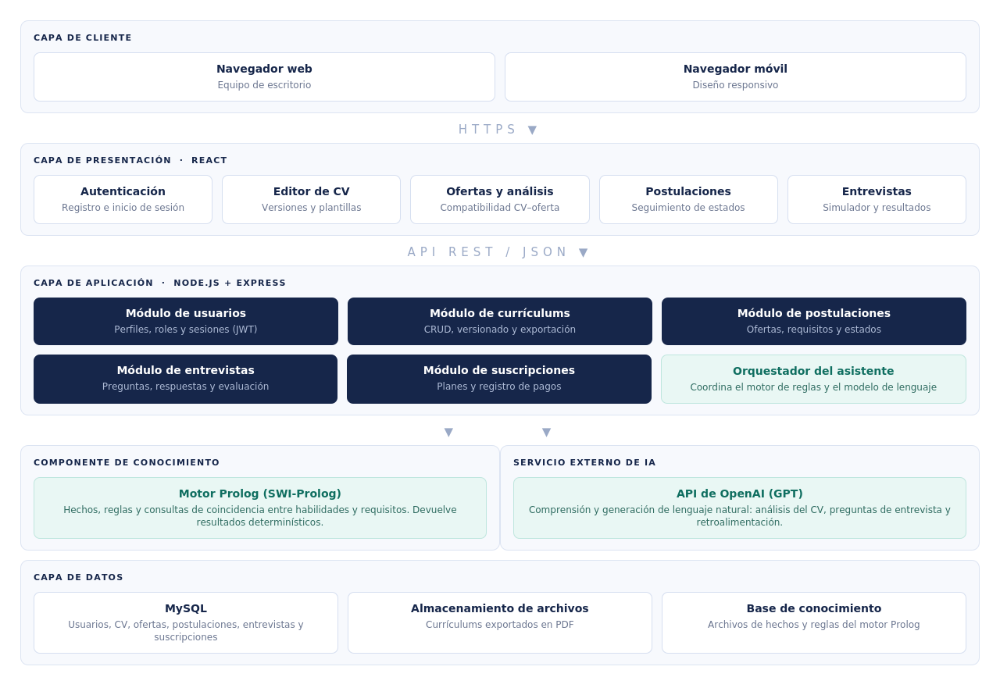 CAPA DE CLIENTE
Navegador web
Equipo de escritorio
Navegador móvil
Diseño responsivo
HTTPS ▼
CAPA DE PRESENTACIÓN · REACT
Autenticación
Registro e inicio de sesión
Editor de CV
Versiones y plantillas
Ofertas y análisis
Compatibilidad CV–oferta
Postulaciones
Seguimiento de estados
Entrevistas
Simulador y resultados
API REST / JSON ▼
CAPA DE APLICACIÓN · NODE.JS + EXPRESS
Módulo de usuarios
Perfiles, roles y sesiones (JWT)
Módulo de currículums
CRUD, versionado y exportación
Módulo de postulaciones
Ofertas, requisitos y estados
Módulo de entrevistas
Preguntas, respuestas y evaluación
Módulo de suscripciones
Planes y registro de pagos
Orquestador del asistente
Coordina el motor de reglas y el modelo de lenguaje
▼ ▼
COMPONENTE DE CONOCIMIENTO
Motor Prolog (SWI-Prolog)
Hechos, reglas y consultas de coincidencia entre habilidades y requisitos. Devuelve
resultados determinísticos.
SERVICIO EXTERNO DE IA
API de OpenAI (GPT)
Comprensión y generación de lenguaje natural: análisis del CV, preguntas de entrevista y
retroalimentación.
CAPA DE DATOS
MySQL
Usuarios, CV, ofertas, postulaciones, entrevistas y
suscripciones
Almacenamiento de archivos
Currículums exportados en PDF
Base de conocimiento
Archivos de hechos y reglas del motor Prolog